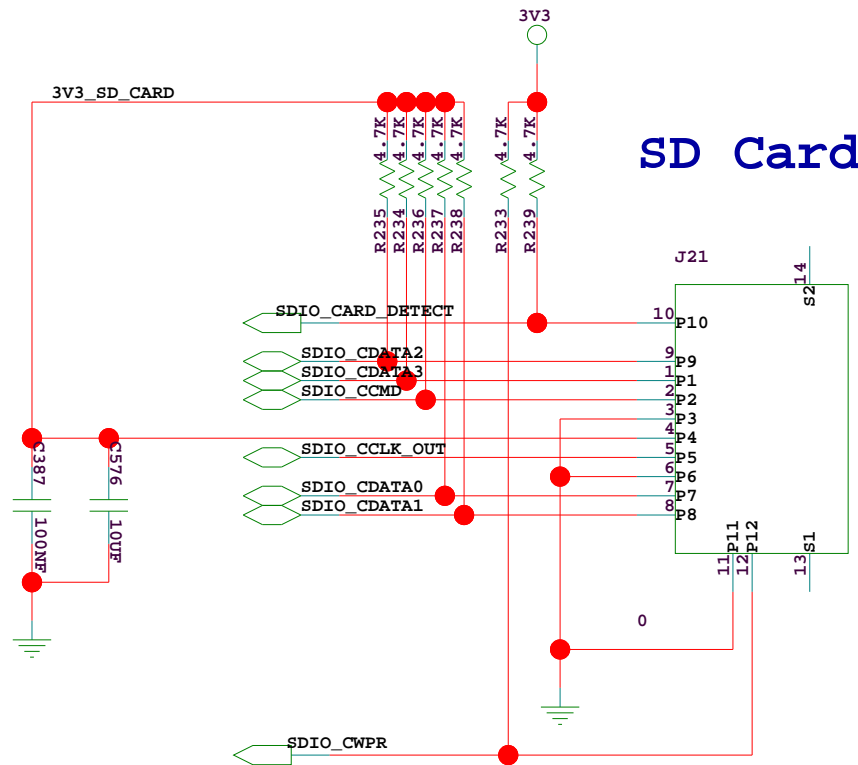 3V3
3V3_SD_CARD
4.7K
4.7K
4.7K
4.7K
4.7K
4.7K
4.7K
SD Card
R235
R234
R236
R237
R238
R233
R239
J21
14
S2
SDIO_CARD_DETECT
10
P10
SDIO_CDATA2
9
P9
SDIO_CDATA3
1
P1
SDIO_CCMD
2
P2
3
P3
4
P4
SDIO_CCLK_OUT
5
P5
6
P6
SDIO_CDATA0
7
P7
SDIO_CDATA1
8
P8
C387
100NF
C576
10UF
P11
P12
S1
11
12
13
0
SDIO_CWPR